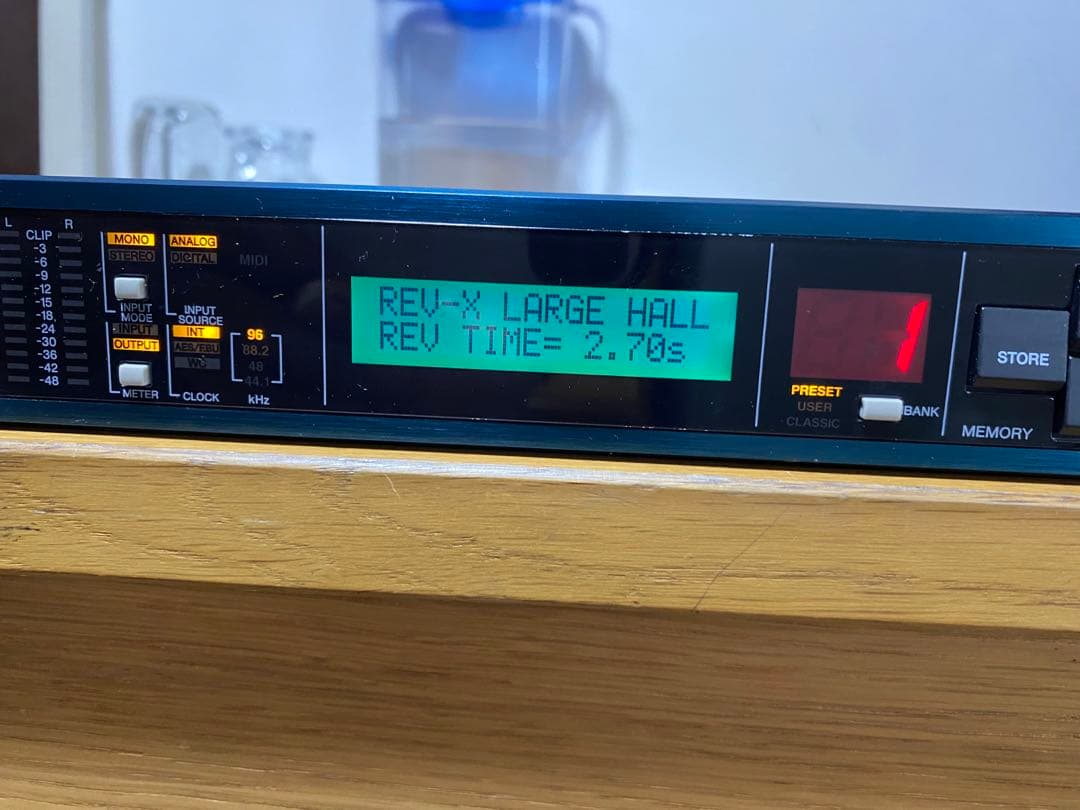 L R
CLIP
-3
-6
-9
-12
-15
-18
-24
-30
-36
-42
-48
MONO
STEREO
INPUT
MODE
INPUT
OUTPUT
METER
ANALOG
DIGITAL
INPUT
SOURCE
INT
AES/EBU
WC
CLOCK
MIDI
96
88.2
48
44.1
kHz
REV-X LARGE HALL
REV TIME= 2.70s
1
PRESET
USER
CLASSIC
BANK
STORE
MEMORY